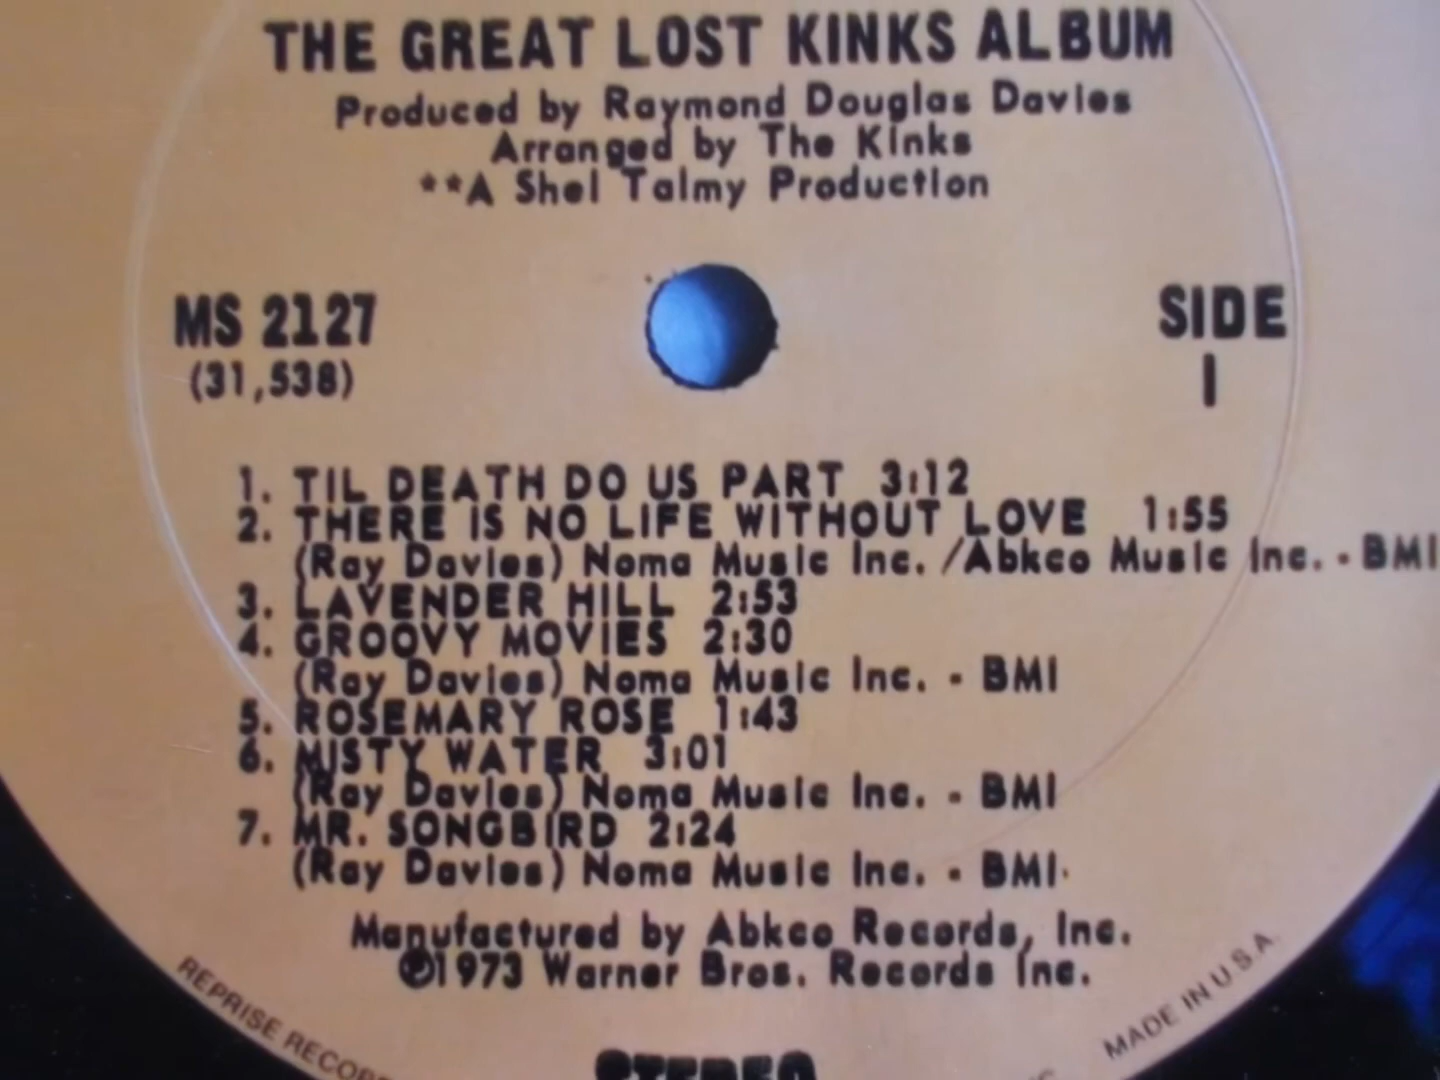 THE GREAT LOST KINKS ALBUM
Produced by Raymond Douglas Davies
Arranged by The Kinks
**A Shel Talmy Production
MS 2127
(31,538)
SIDE
1
1. TIL DEATH DO US PART 3:12
2. THERE IS NO LIFE WITHOUT LOVE 1:55
(Ray Davies) Noma Music Inc. /Abkco Music Inc. - BMI
3. LAVENDER HILL 2:53
4. GROOVY MOVIES 2:30
(Ray Davies) Noma Music Inc. - BMI
5. ROSEMARY ROSE 1:43
6. MISTY WATER 3:01
(Ray Davies) Noma Music Inc. - BMI
7. MR. SONGBIRD 2:24
(Ray Davies) Noma Music Inc. - BMI
Manufactured by Abkco Records, Inc.
℗1973 Warner Bros. Records Inc.
STEREO
REPRISE RECOR
MADE IN U.S.A.